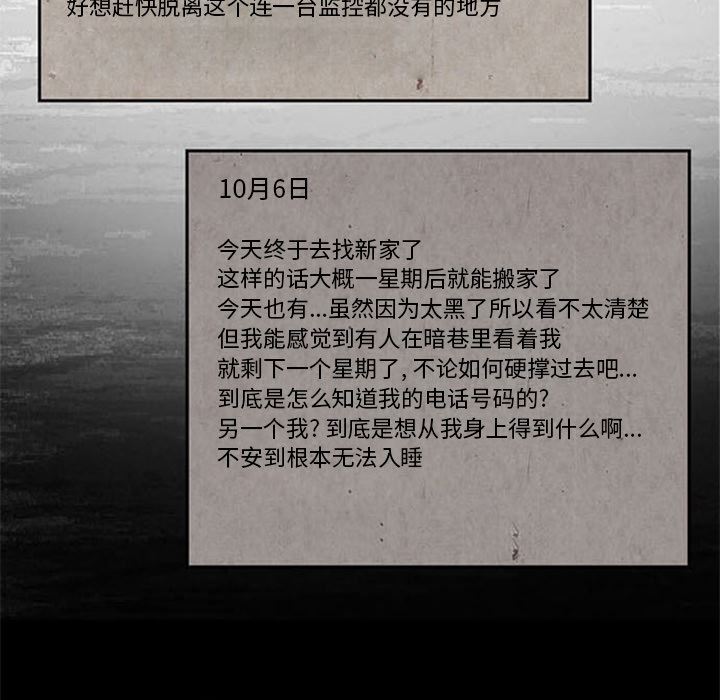 好想赶快脱离这个连一台监控都没有的地方
10月6日
今天终于去找新家了
这样的话大概一星期后就能搬家了
今天也有...虽然因为太黑了所以看不太清楚
但我能感觉到有人在暗巷里看着我
就剩下一个星期了, 不论如何硬撑过去吧...
到底是怎么知道我的电话号码的?
另一个我? 到底是想从我身上得到什么啊...
不安到根本无法入睡